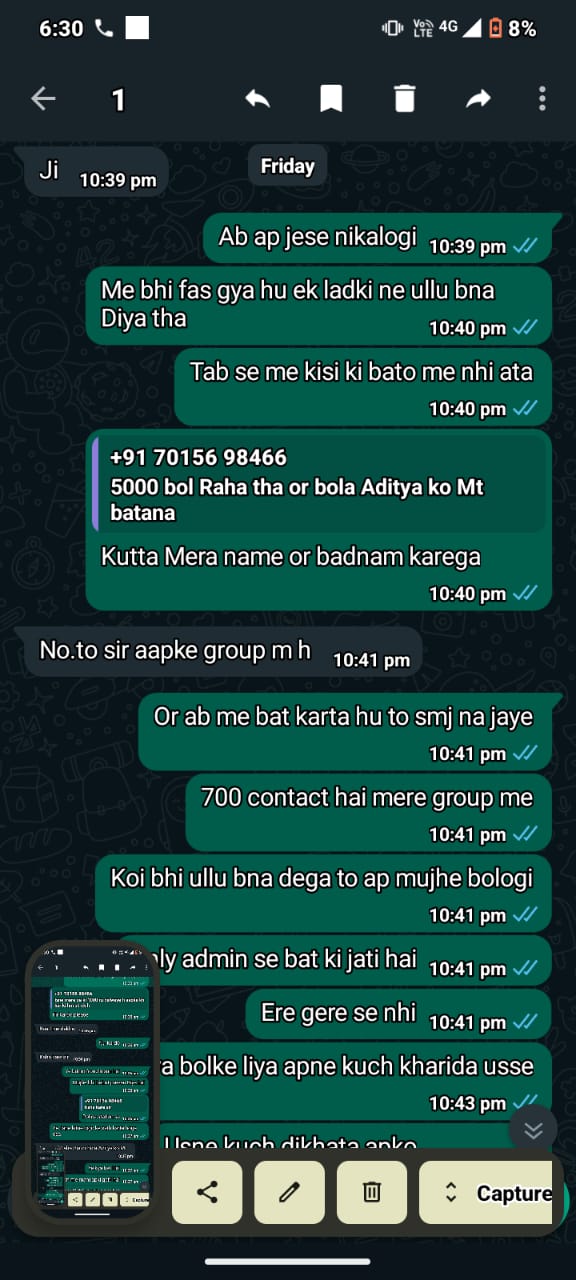 6:30
Vo)) LTE 4G 8%
1
Friday
Ji 10:39 pm
Ab ap jese nikalogi 10:39 pm
Me bhi fas gya hu ek ladki ne ullu bna
Diya tha 10:40 pm
Tab se me kisi ki bato me nhi ata
10:40 pm
+91 70156 98466
5000 bol Raha tha or bola Aditya ko Mt
batana
Kutta Mera name or badnam karega
10:40 pm
No.to sir aapke group m h 10:41 pm
Or ab me bat karta hu to smj na jaye
10:41 pm
700 contact hai mere group me
10:41 pm
Koi bhi ullu bna dega to ap mujhe bologi
10:41 pm
ly admin se bat ki jati hai 10:41 pm
Ere gere se nhi 10:41 pm
a bolke liya apne kuch kharida usse
10:43 pm
Usne kuch dikhata apko
Capture